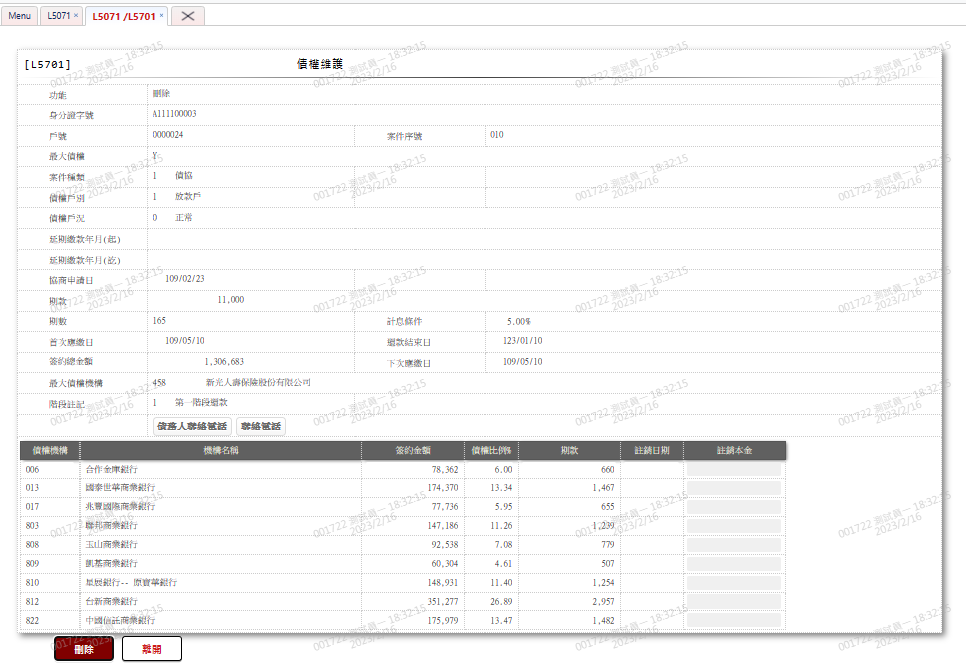 Menu L5071 × L5071 /L5701 ×
[L5701] 債權維護
功能 刪除
身分證字號 A111100003
戶號 0000024 案件序號 010
最大債權 Y
案件種類 1 債協
債權戶別 1 放款戶
債權戶況 0 正常
延期繳款年月(起)
延期繳款年月(訖)
協商申請日 109/02/23
期款 11,000
期數 165 計息條件 5.00%
首次應繳日 109/05/10 還款結束日 123/01/10
簽約總金額 1,306,683 下次應繳日 109/05/10
最大債權機構 458 新光人壽保險股份有限公司
階段註記 1 第一階段還款
債務人聯絡電話 聯絡電話
債權機構 機構名稱 簽約金額 債權比例% 期款 註銷日期 註銷本金
006 合作金庫銀行 78,362 6.00 660
013 國泰世華商業銀行 174,370 13.34 1,467
017 兆豐國際商業銀行 77,736 5.95 655
803 聯邦商業銀行 147,186 11.26 1,239
808 玉山商業銀行 92,538 7.08 779
809 凱基商業銀行 60,304 4.61 507
810 星展銀行-- 原寶華銀行 148,931 11.40 1,254
812 台新商業銀行 351,277 26.89 2,957
822 中國信託商業銀行 175,979 13.47 1,482
刪除 離開
001722 測試員一 18:32:15
2023/2/16